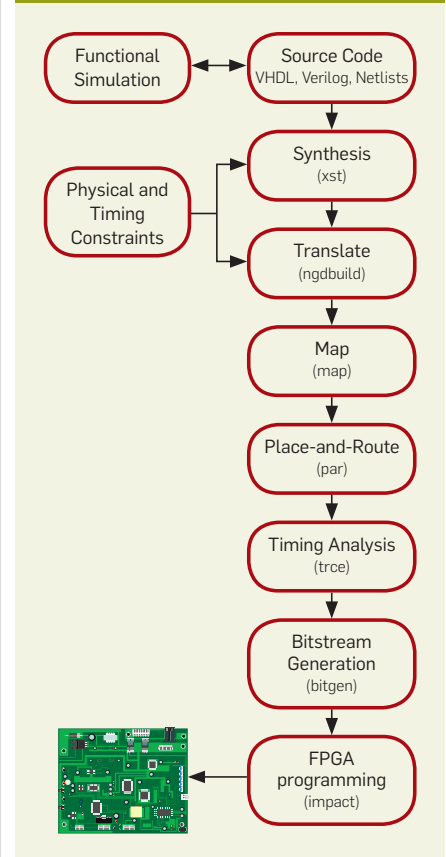 Functional
Simulation
Source Code
VHDL, Verilog, Netlists
Synthesis
(xst)
Physical and
Timing
Constraints
Translate
(ngdbuild)
Map
(map)
Place-and-Route
(par)
Timing Analysis
(trce)
Bitstream
Generation
(bitgen)
FPGA
programming
(impact)